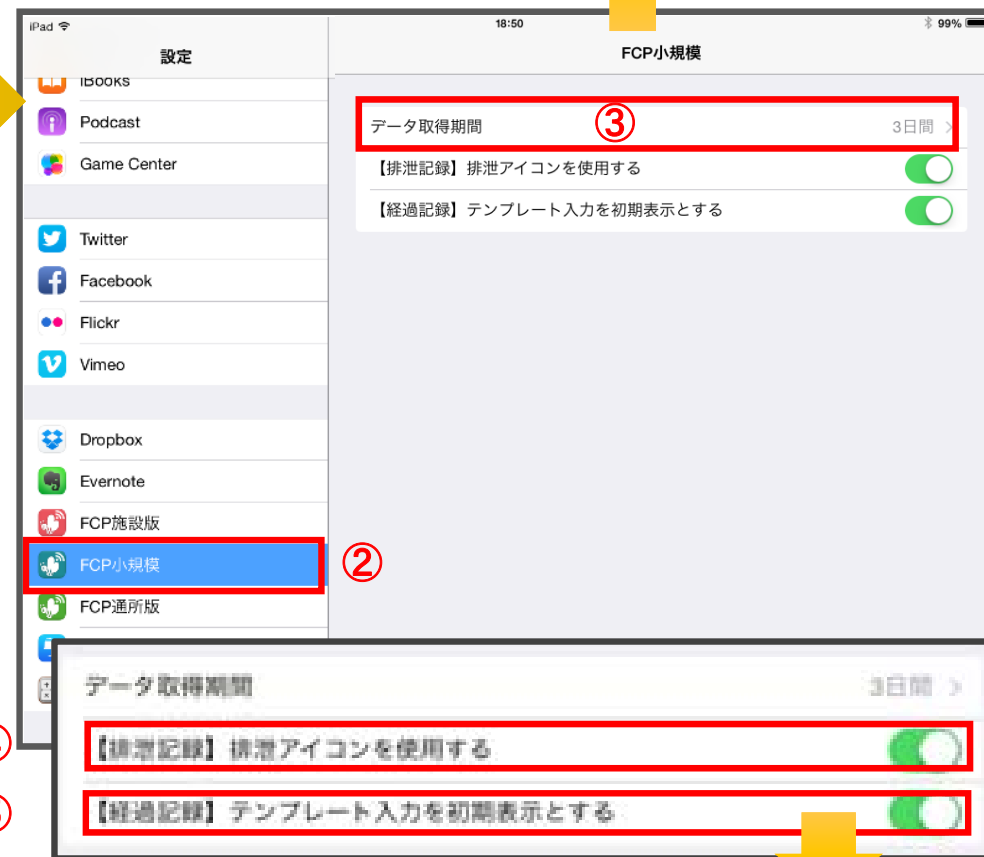 iPad
18:50
99%
設定
FCP小規模
iBooks
Podcast
Game Center
Twitter
Facebook
Flickr
Vimeo
Dropbox
Evernote
FCP施設版
FCP小規模
②
FCP通所版
データ取得期間
③
3日間 >
【排泄記録】排泄アイコンを使用する
【経過記録】テンプレート入力を初期表示とする
データ取得期間
3日間 >
【排泄記録】排泄アイコンを使用する
【経過記録】テンプレート入力を初期表示とする